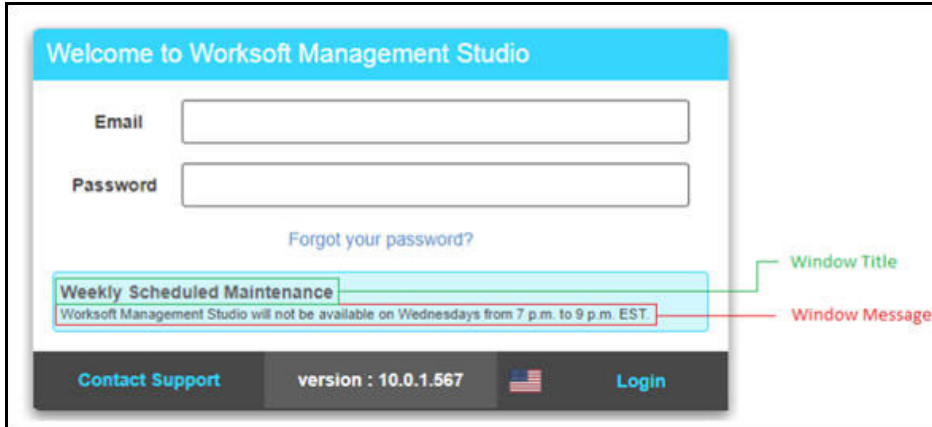 Welcome to Worksoft Management Studio
Email
Password
Forgot your password?
Window Title
Weekly Scheduled Maintenance
Worksoft Management Studio will not be available on Wednesdays from 7 p.m. to 9 p.m. EST.
Window Message
Contact Support version : 10.0.1.567 Login